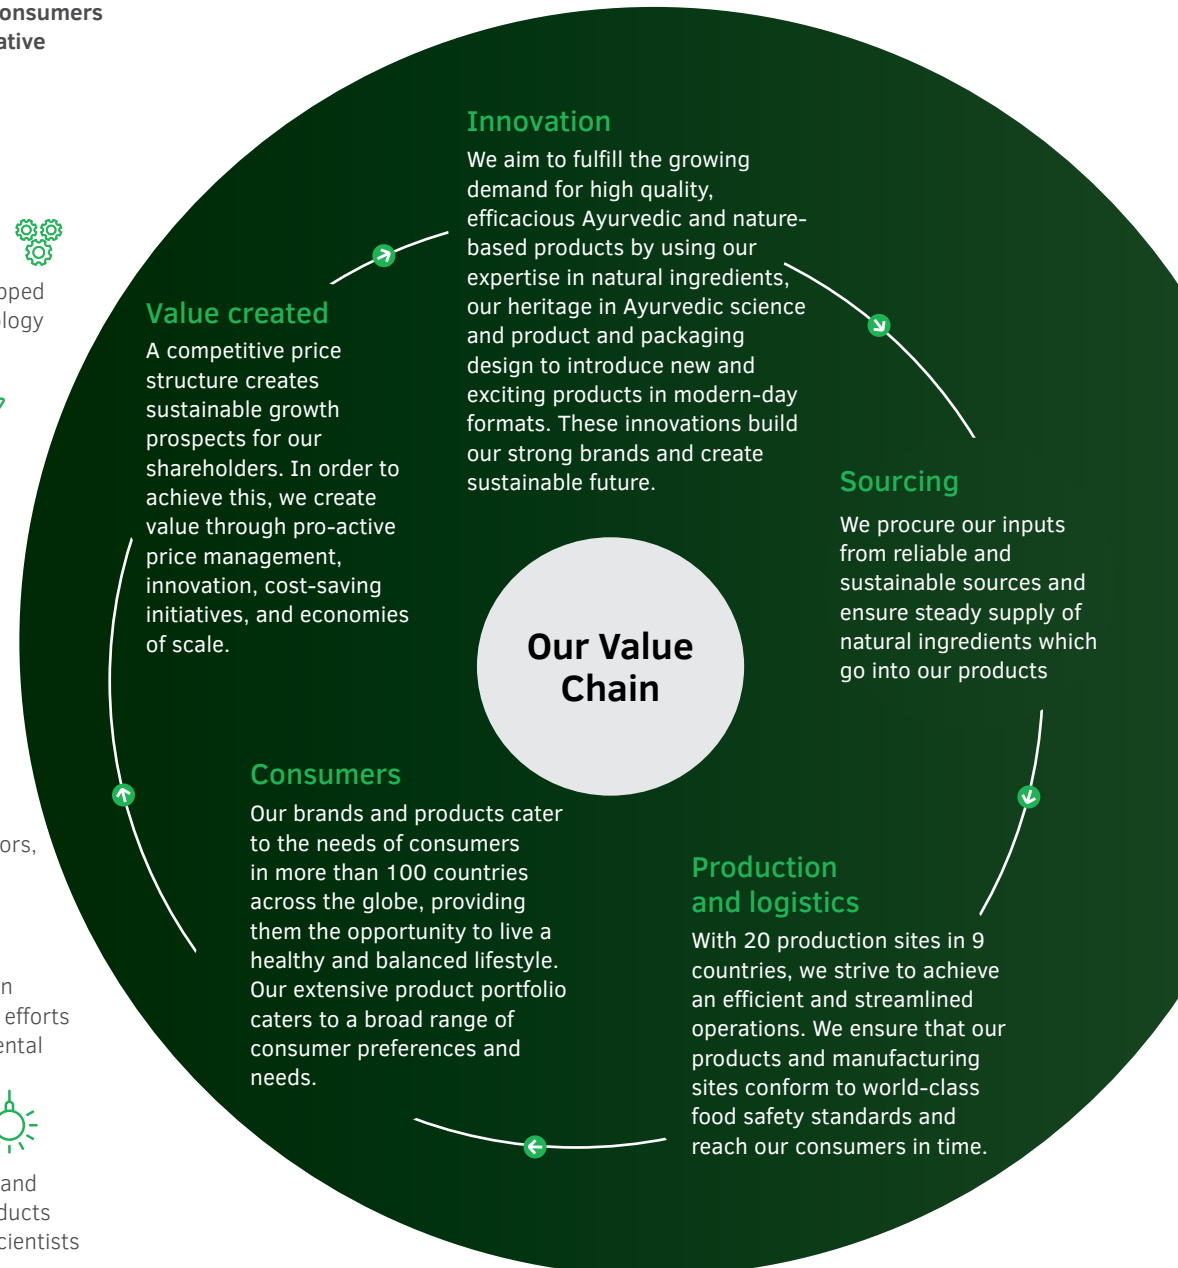 onsumers
ative
pped
ology
ors,
n
efforts
ental
and
ducts
cientists
Innovation
We aim to fulfill the growing
demand for high quality,
efficacious Ayurvedic and nature-
based products by using our
expertise in natural ingredients,
our heritage in Ayurvedic science
and product and packaging
design to introduce new and
exciting products in modern-day
formats. These innovations build
our strong brands and create
sustainable future.
Sourcing
We procure our inputs
from reliable and
sustainable sources and
ensure steady supply of
natural ingredients which
go into our products
Production
and logistics
With 20 production sites in 9
countries, we strive to achieve
an efficient and streamlined
operations. We ensure that our
products and manufacturing
sites conform to world-class
food safety standards and
reach our consumers in time.
Consumers
Our brands and products cater
to the needs of consumers
in more than 100 countries
across the globe, providing
them the opportunity to live a
healthy and balanced lifestyle.
Our extensive product portfolio
caters to a broad range of
consumer preferences and
needs.
Value created
A competitive price
structure creates
sustainable growth
prospects for our
shareholders. In order to
achieve this, we create
value through pro-active
price management,
innovation, cost-saving
initiatives, and economies
of scale.
Our Value
Chain